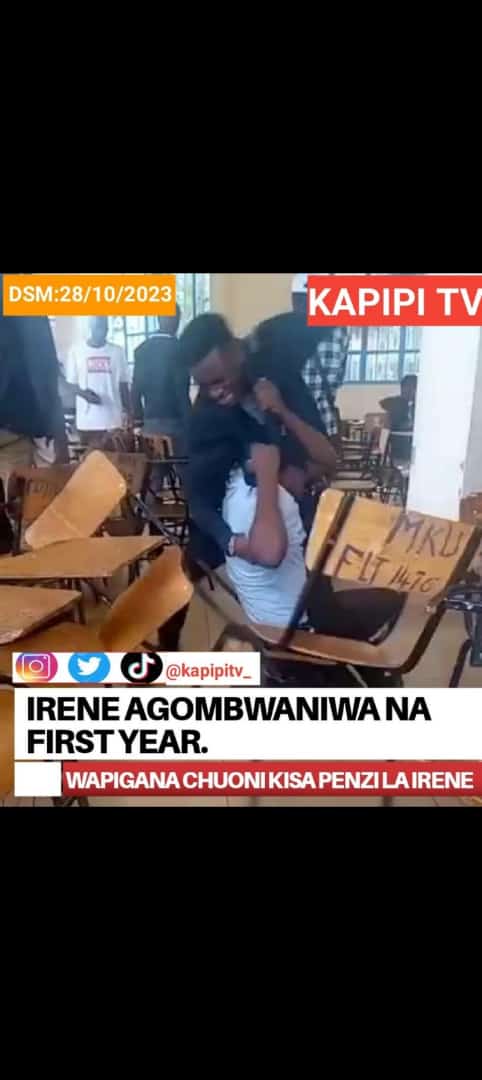 DSM:28/10/2023
KAPIPI TV
MKU
FLT 1476
@kapipitv_
IRENE AGOMBWANIWA NA
FIRST YEAR.
WAPIGANA CHUONI KISA PENZI LA IRENE